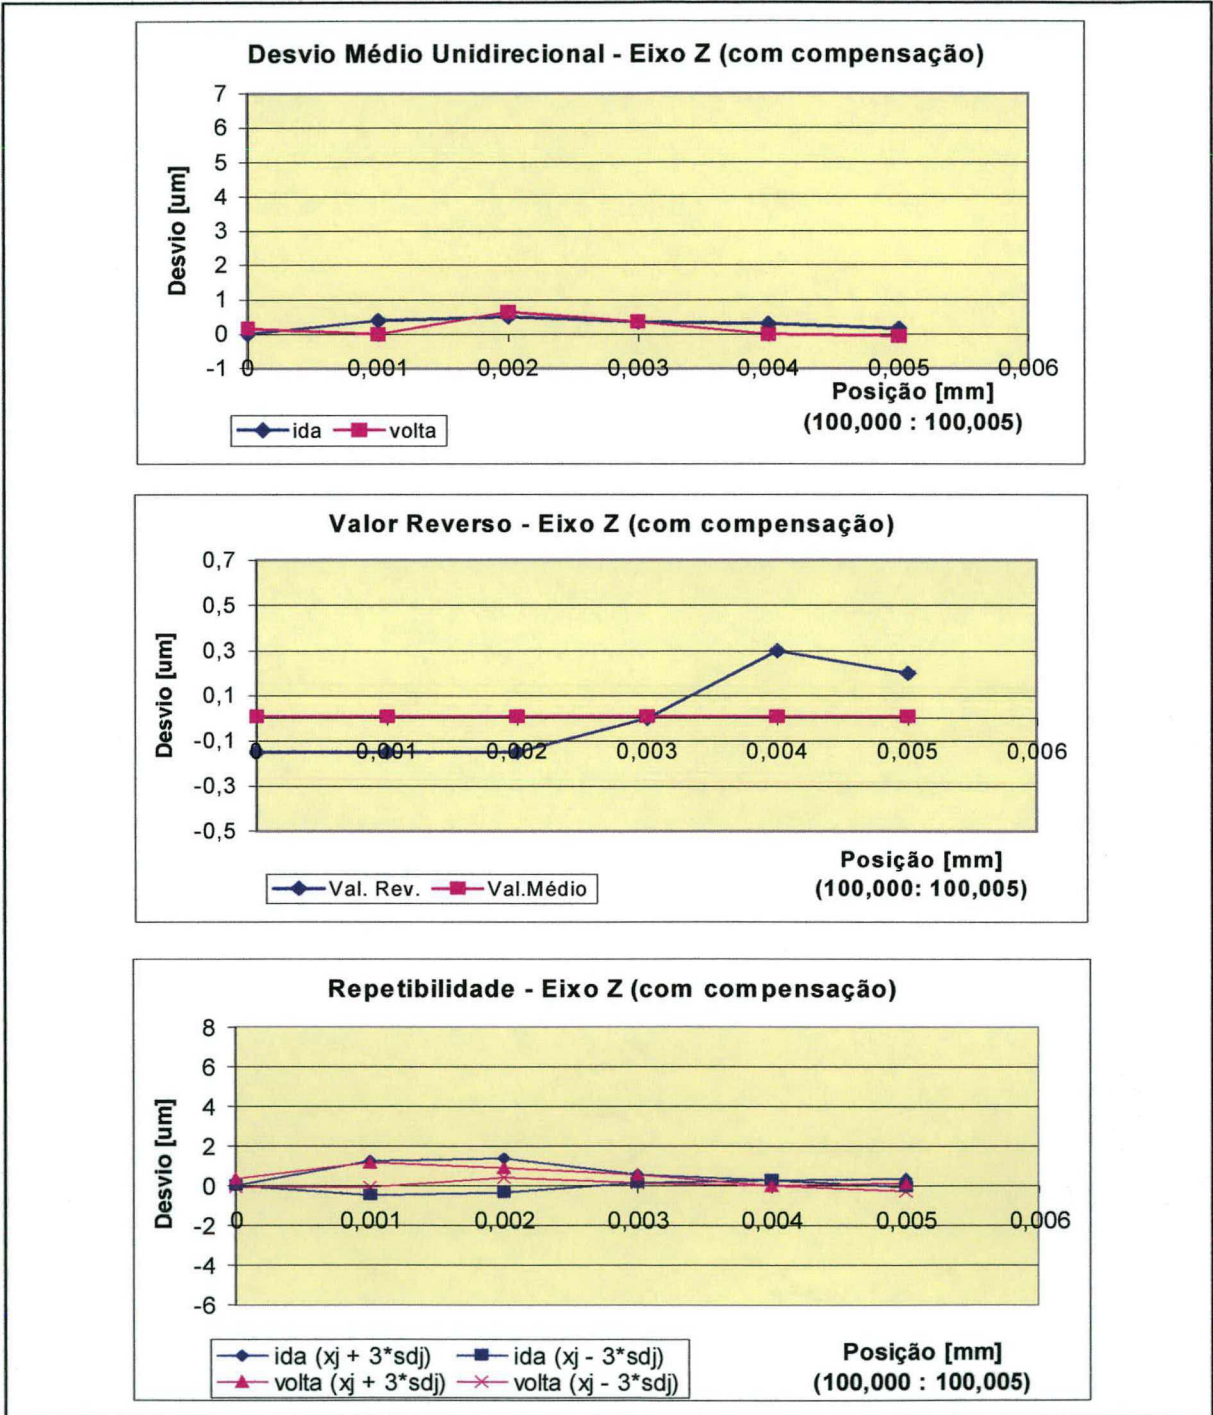 Desvio Médio Unidirecional - Eixo Z (com compensação)
7
6
5
4
3
2
1
0
-1
Desvio [um]
0 0,001 0,002 0,003 0,004 0,005 0,006
Posição [mm]
(100,000 : 100,005)
ida volta
Valor Reverso - Eixo Z (com compensação)
0,7
0,5
0,3
0,1
-0,1
-0,3
-0,5
Desvio [um]
0 0,001 0,002 0,003 0,004 0,005 0,006
Posição [mm]
(100,000: 100,005)
Val. Rev. Val.Médio
Repetibilidade - Eixo Z (com compensação)
8
6
4
2
0
-2
-4
-6
Desvio [um]
0 0,001 0,002 0,003 0,004 0,005 0,006
Posição [mm]
(100,000 : 100,005)
ida (xj + 3*sdj) ida (xj - 3*sdj)
volta (xj + 3*sdj) volta (xj - 3*sdj)